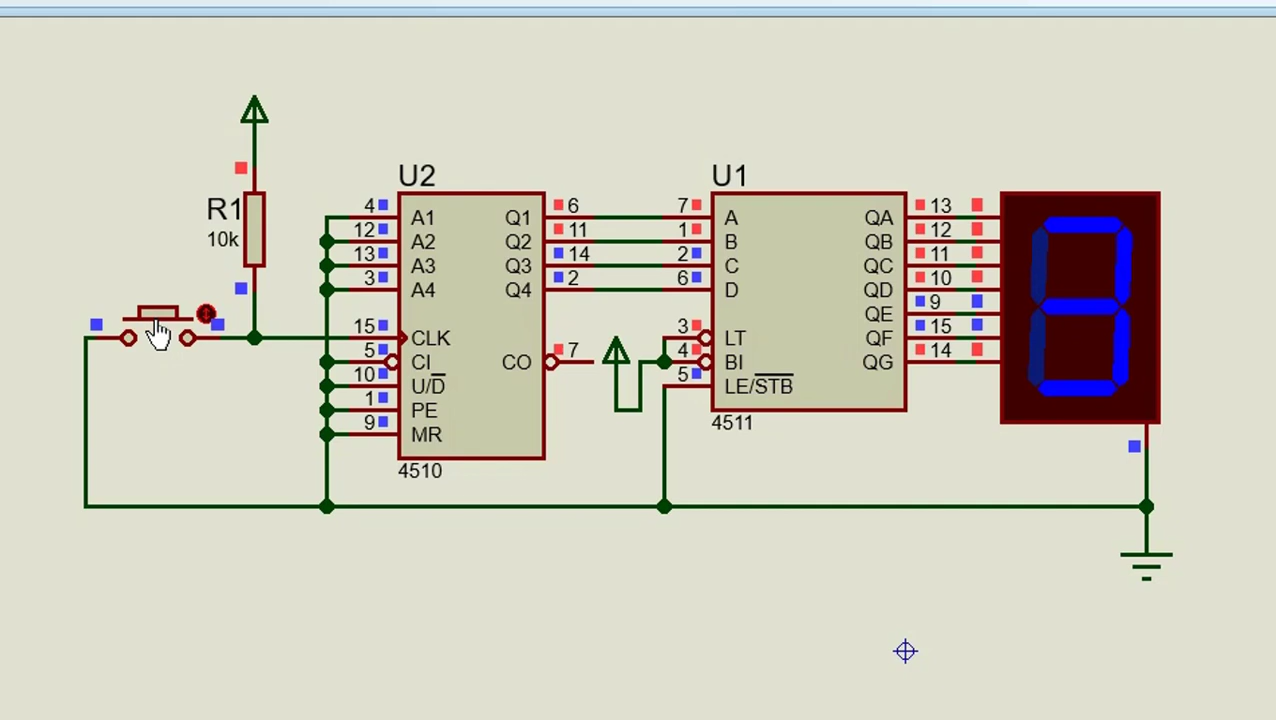 U2
U1
R1
10k
4 A1 Q1 6
12 A2 Q2 11
13 A3 Q3 14
3 A4 Q4 2
15 CLK
5 CI CO 7
10 U/D̅
1 PE
9 MR
4510
7 A QA 13
1 B QB 12
2 C QC 11
6 D QD 10
QE 9
3 LT QF 15
4 BI QG 14
5 LE/S̅T̅B̅
4511
3